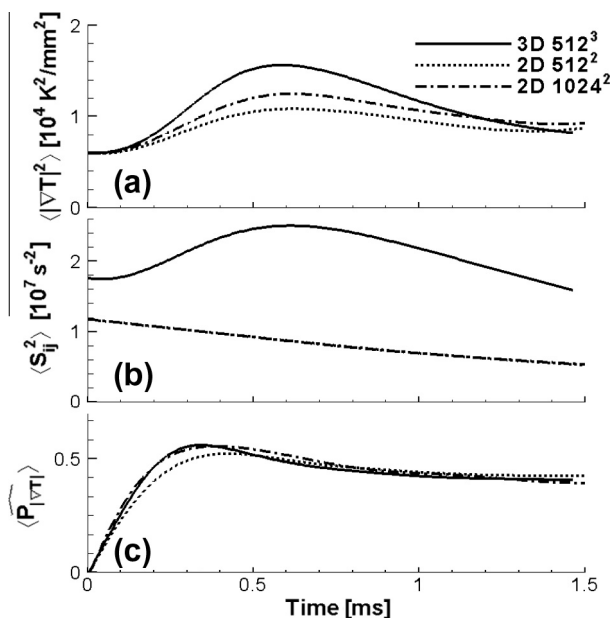 2
3D 512³
2D 512²
2D 1024²
1
0
⟨|∇T|²⟩ [10⁴ K²/mm²]
(a)
2
1
0
⟨S²ᵢⱼ⟩ [10⁷ s⁻²]
(b)
0.5
0
⟨P̂|∇T|⟩
(c)
0 0.5 1 1.5
Time [ms]